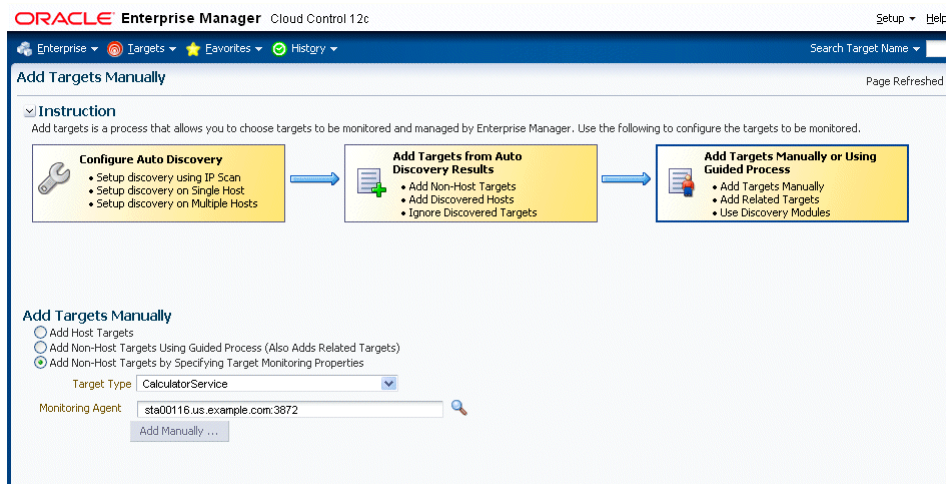 ORACLE Enterprise Manager Cloud Control 12c
Setup Help
Enterprise Targets Favorites History Search Target Name
Add Targets Manually
Page Refreshed
Instruction
Add targets is a process that allows you to choose targets to be monitored and managed by Enterprise Manager. Use the following to configure the targets to be monitored.
Configure Auto Discovery
• Setup discovery using IP Scan
• Setup discovery on Single Host
• Setup discovery on Multiple Hosts
Add Targets from Auto
Discovery Results
• Add Non-Host Targets
• Add Discovered Hosts
• Ignore Discovered Targets
Add Targets Manually or Using
Guided Process
• Add Targets Manually
• Add Related Targets
• Use Discovery Modules
Add Targets Manually
Add Host Targets
Add Non-Host Targets Using Guided Process (Also Adds Related Targets)
Add Non-Host Targets by Specifying Target Monitoring Properties
Target Type CalculatorService
Monitoring Agent sta00116.us.example.com:3872
Add Manually ...